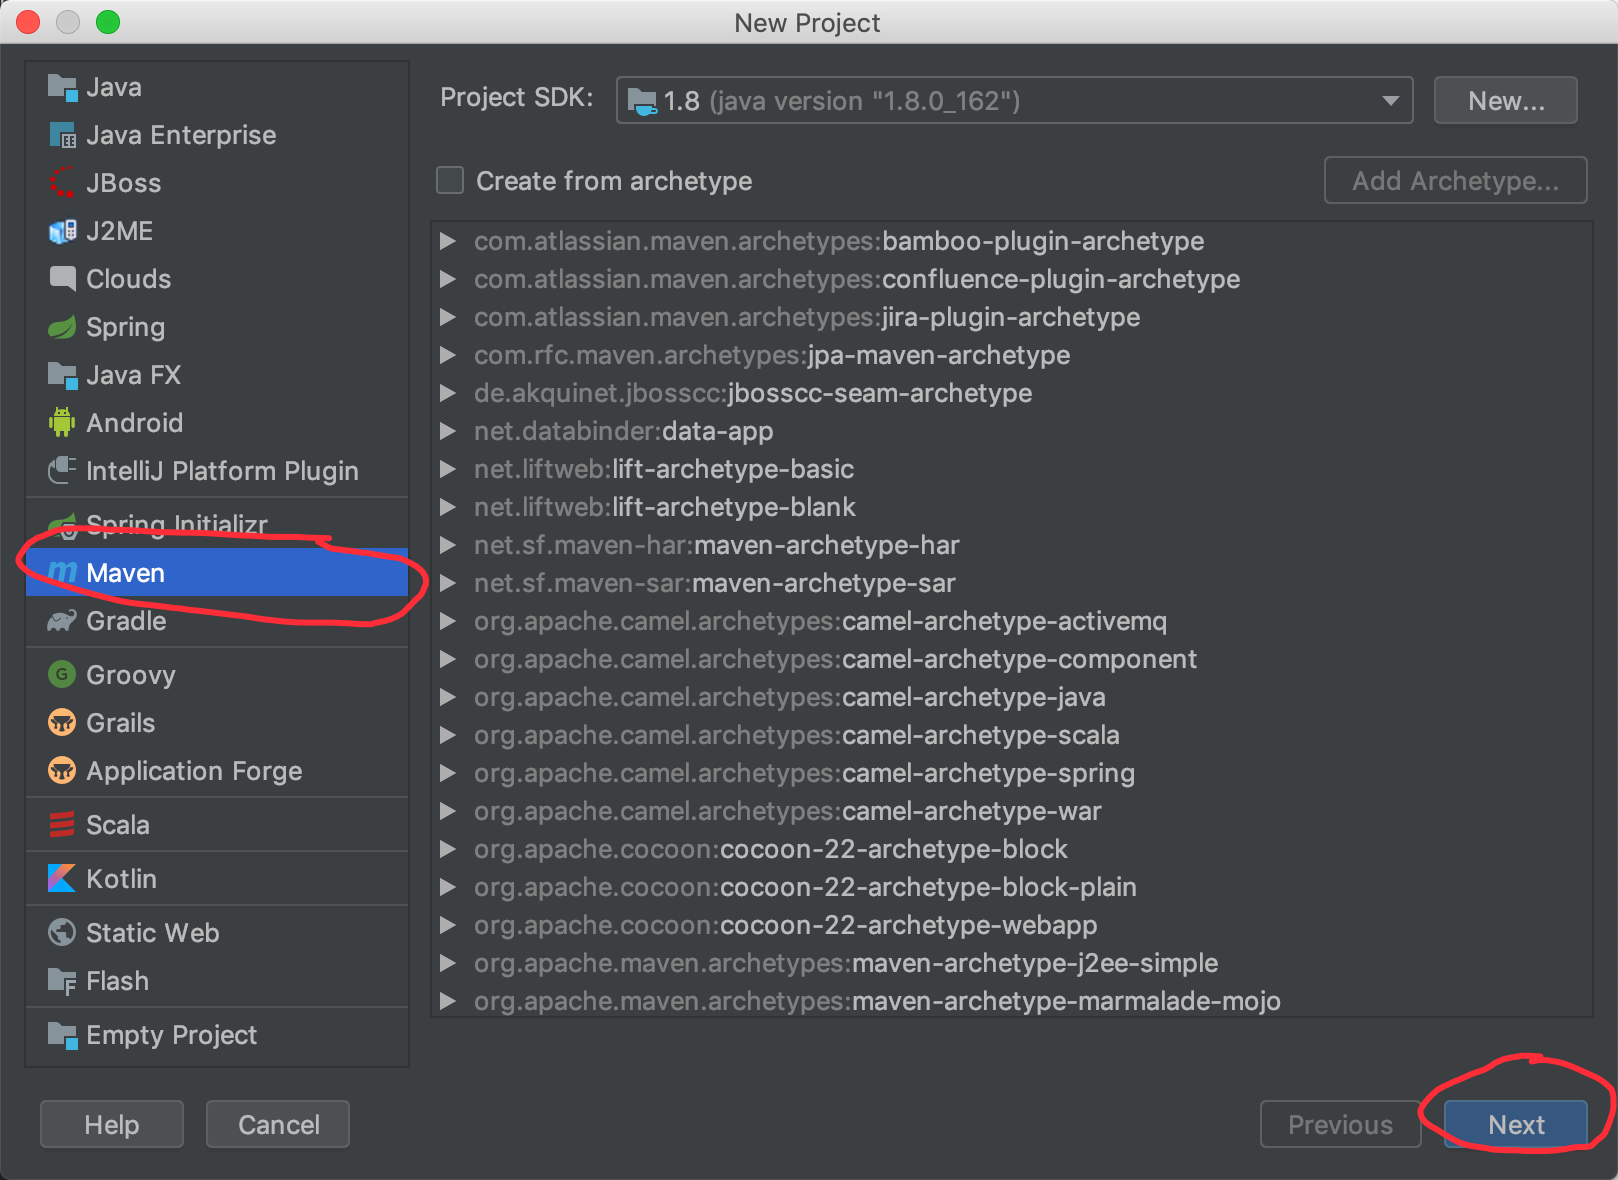 New Project
Java
Java Enterprise
JBoss
J2ME
Clouds
Spring
Java FX
Android
IntelliJ Platform Plugin
Spring Initializr
Maven
Gradle
Groovy
Grails
Application Forge
Scala
Kotlin
Static Web
Flash
Empty Project
Project SDK: 1.8 (java version "1.8.0_162") New...
Create from archetype Add Archetype...
com.atlassian.maven.archetypes:bamboo-plugin-archetype
com.atlassian.maven.archetypes:confluence-plugin-archetype
com.atlassian.maven.archetypes:jira-plugin-archetype
com.rfc.maven.archetypes:jpa-maven-archetype
de.akquinet.jbosscc:jbosscc-seam-archetype
net.databinder:data-app
net.liftweb:lift-archetype-basic
net.liftweb:lift-archetype-blank
net.sf.maven-har:maven-archetype-har
net.sf.maven-sar:maven-archetype-sar
org.apache.camel.archetypes:camel-archetype-activemq
org.apache.camel.archetypes:camel-archetype-component
org.apache.camel.archetypes:camel-archetype-java
org.apache.camel.archetypes:camel-archetype-scala
org.apache.camel.archetypes:camel-archetype-spring
org.apache.camel.archetypes:camel-archetype-war
org.apache.cocoon:cocoon-22-archetype-block
org.apache.cocoon:cocoon-22-archetype-block-plain
org.apache.cocoon:cocoon-22-archetype-webapp
org.apache.maven.archetypes:maven-archetype-j2ee-simple
org.apache.maven.archetypes:maven-archetype-marmalade-mojo
Help Cancel Previous Next